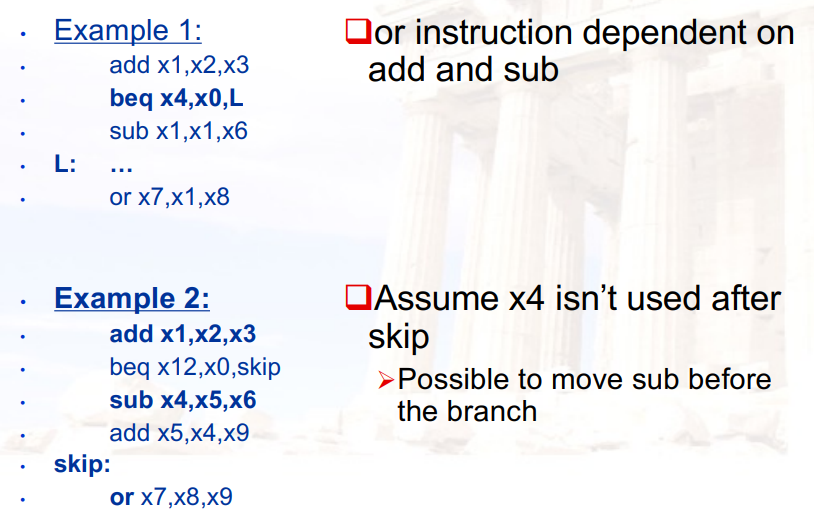 Example 1:
add x1,x2,x3
beq x4,x0,L
sub x1,x1,x6
L: …
or x7,x1,x8
or instruction dependent on
add and sub
Example 2:
add x1,x2,x3
beq x12,x0,skip
sub x4,x5,x6
add x5,x4,x9
skip:
or x7,x8,x9
Assume x4 isn’t used after
skip
Possible to move sub before
the branch